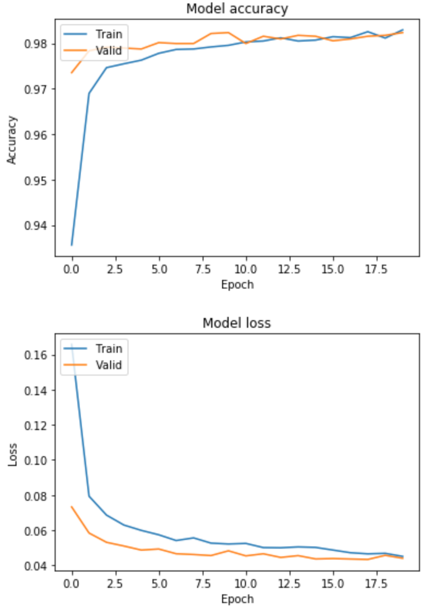 Model accuracy
Train
Valid
0.98
0.97
0.96
0.95
0.94
Accuracy
0.0 2.5 5.0 7.5 10.0 12.5 15.0 17.5
Epoch
Model loss
Train
Valid
0.16
0.14
0.12
0.10
0.08
0.06
0.04
Loss
0.0 2.5 5.0 7.5 10.0 12.5 15.0 17.5
Epoch